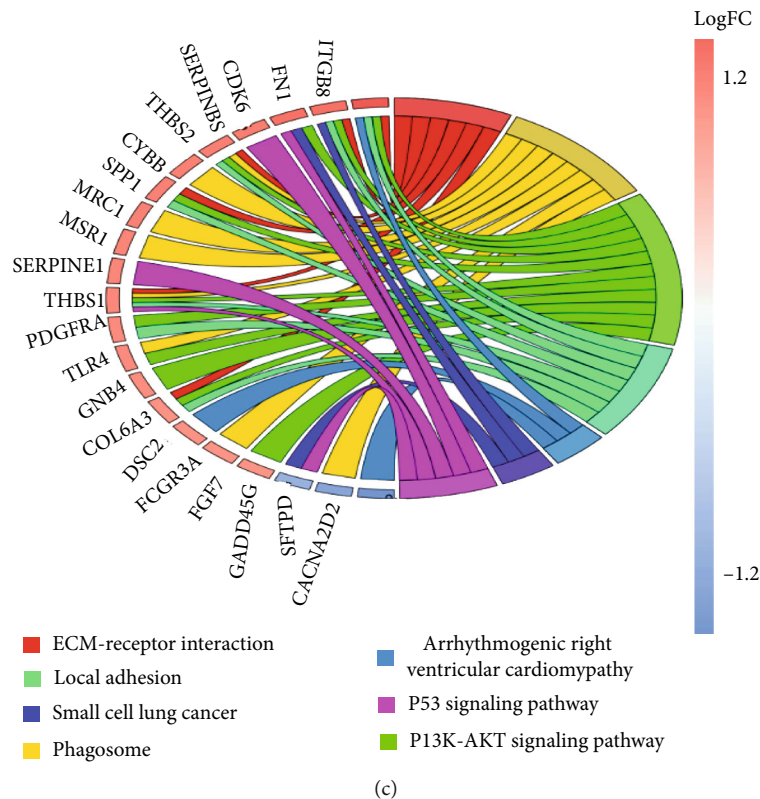 LogFC
1.2
−1.2
ITGB8
FN1
CDK6
SERPINBS
THBS2
CYBB
SPP1
MRC1
MSR1
SERPINE1
THBS1
PDGFRA
TLR4
GNB4
COL6A3
DSC2
FCGR3A
FGF7
GADD45G
SFTPD
CACNA2D2
ECM-receptor interaction
Local adhesion
Small cell lung cancer
Phagosome
Arrhythmogenic right
ventricular cardiomypathy
P53 signaling pathway
P13K-AKT signaling pathway
(c)